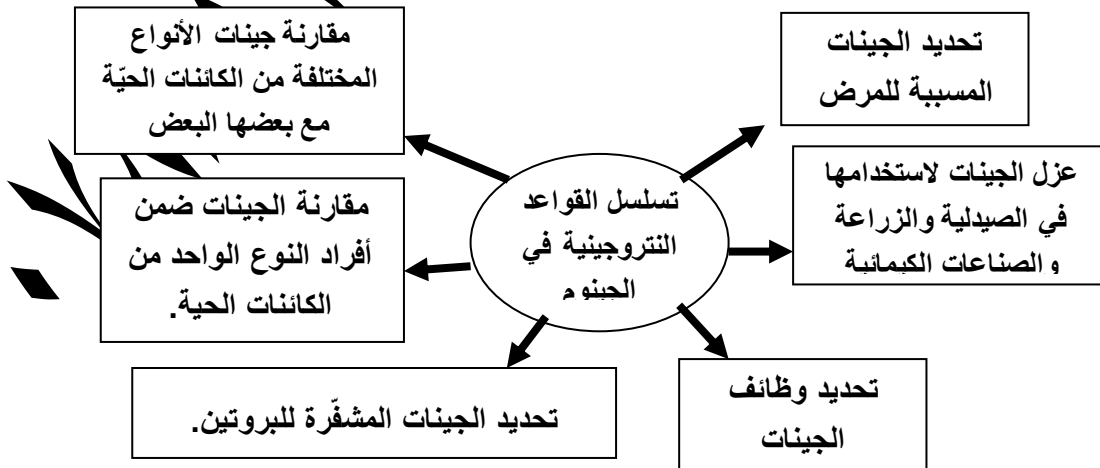 تحديد الجينات
المسببة للمرض
مقارنة جينات الأنواع
المختلفة من الكائنات الحيّة
مع بعضها البعض
عزل الجينات لاستخدامها
في الصيدلية والزراعة
والصناعات الكيمائية
تسلسل القواعد
النتروجينية في
الجينوم
مقارنة الجينات ضمن
أفراد النوع الواحد من
الكائنات الحية.
تحديد وظائف
الجينات
تحديد الجينات المشفّرة للبروتين.